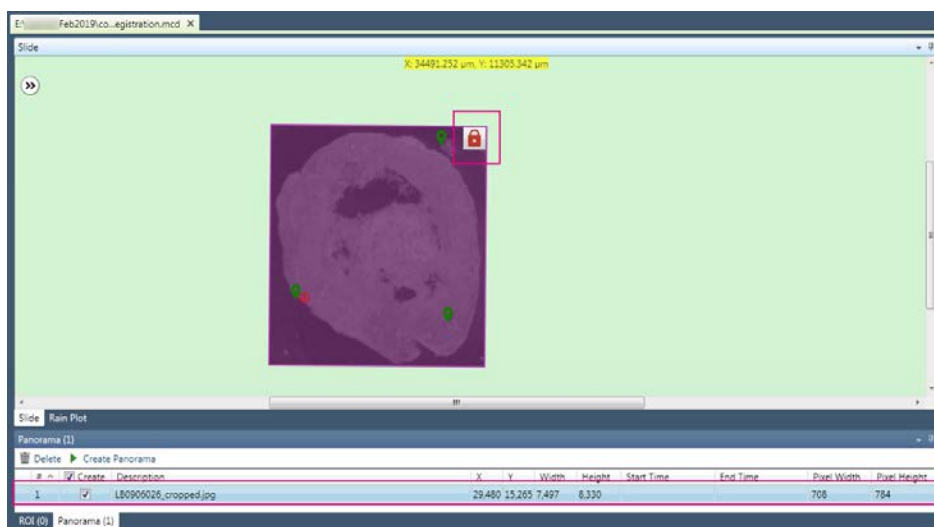 E:\ Feb2019\co...egistration.mcd X
Slide
X: 34491.252 µm, Y: 11305.342 µm
Slide Rain Plot
Panorama (1)
Delete Create Panorama
# Create Description X Y Width Height Start Time End Time Pixel Width Pixel Height
1 LB0906026_cropped.jpg 29,480 15,265 7,497 8,330 708 784
ROI (0) Panorama (1)